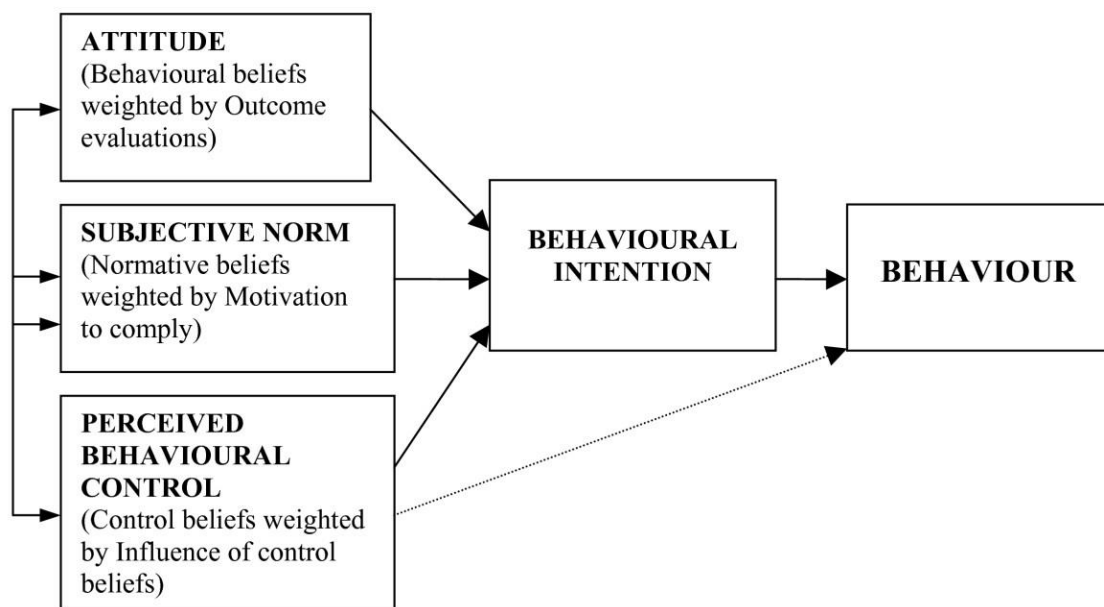 ATTITUDE
(Behavioural beliefs
weighted by Outcome
evaluations)
SUBJECTIVE NORM
(Normative beliefs
weighted by Motivation
to comply)
PERCEIVED
BEHAVIOURAL
CONTROL
(Control beliefs weighted
by Influence of control
beliefs)
BEHAVIOURAL
INTENTION
BEHAVIOUR